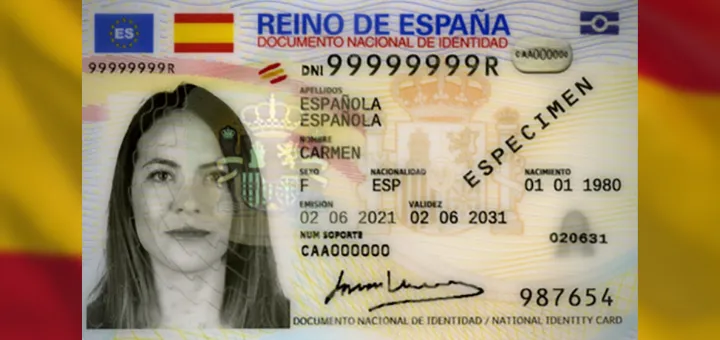 ES
REINO DE ESPAÑA
DOCUMENTO NACIONAL DE IDENTIDAD
CAA000000
99999999R
DNI 99999999R
APELLIDOS
ESPAÑOLA
ESPAÑOLA
NOMBRE
CARMEN
ESPECIMEN
SEXO NACIONALIDAD NACIMIENTO
F ESP 01 01 1980
EMISIÓN VALIDEZ
02 06 2021 02 06 2031
NUM SOPORTE
CAA000000
020631
987654
DOCUMENTO NACIONAL DE IDENTIDAD / NATIONAL IDENTITY CARD